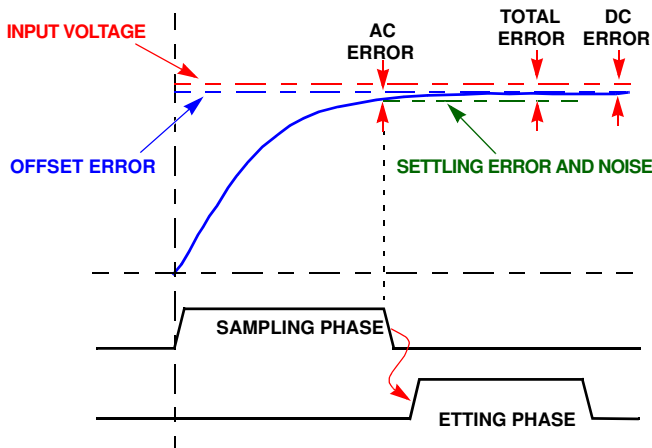 INPUT VOLTAGE
AC
ERROR
TOTAL
ERROR
DC
ERROR
OFFSET ERROR
SETTLING ERROR AND NOISE
SAMPLING PHASE
ETTING PHASE